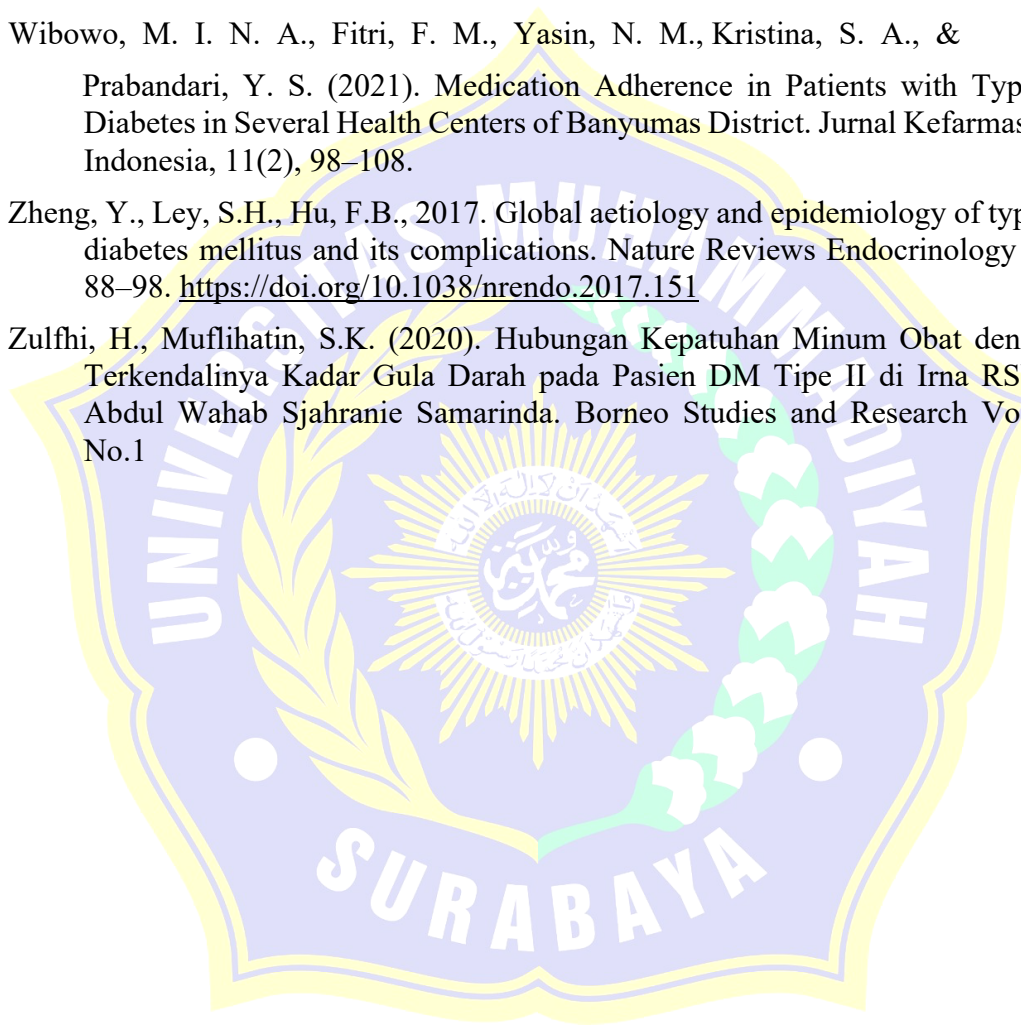 Wibowo, M. I. N. A., Fitri, F. M., Yasin, N. M., Kristina, S. A., &
Prabandari, Y. S. (2021). Medication Adherence in Patients with Typ
Diabetes in Several Health Centers of Banyumas District. Jurnal Kefarmas
Indonesia, 11(2), 98–108.
Zheng, Y., Ley, S.H., Hu, F.B., 2017. Global aetiology and epidemiology of typ
diabetes mellitus and its complications. Nature Reviews Endocrinology
88–98. https://doi.org/10.1038/nrendo.2017.151
Zulfhi, H., Muflihatin, S.K. (2020). Hubungan Kepatuhan Minum Obat den
Terkendalinya Kadar Gula Darah pada Pasien DM Tipe II di Irna RS
Abdul Wahab Sjahranie Samarinda. Borneo Studies and Research Vo
No.1
UNIVERSITAS MUHAMMADIYAH
SURABAYA